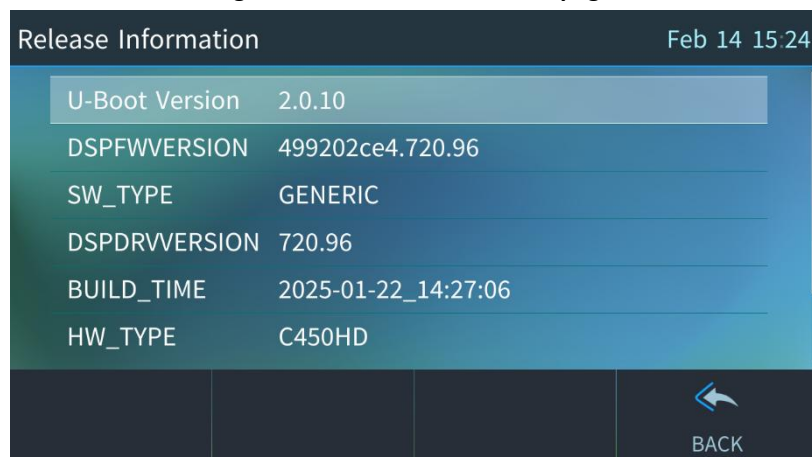 Release Information Feb 14 15:24
U-Boot Version 2.0.10
DSPFWVERSION 499202ce4.720.96
SW_TYPE GENERIC
DSPDRVVERSION 720.96
BUILD_TIME 2025-01-22_14:27:06
HW_TYPE C450HD
BACK